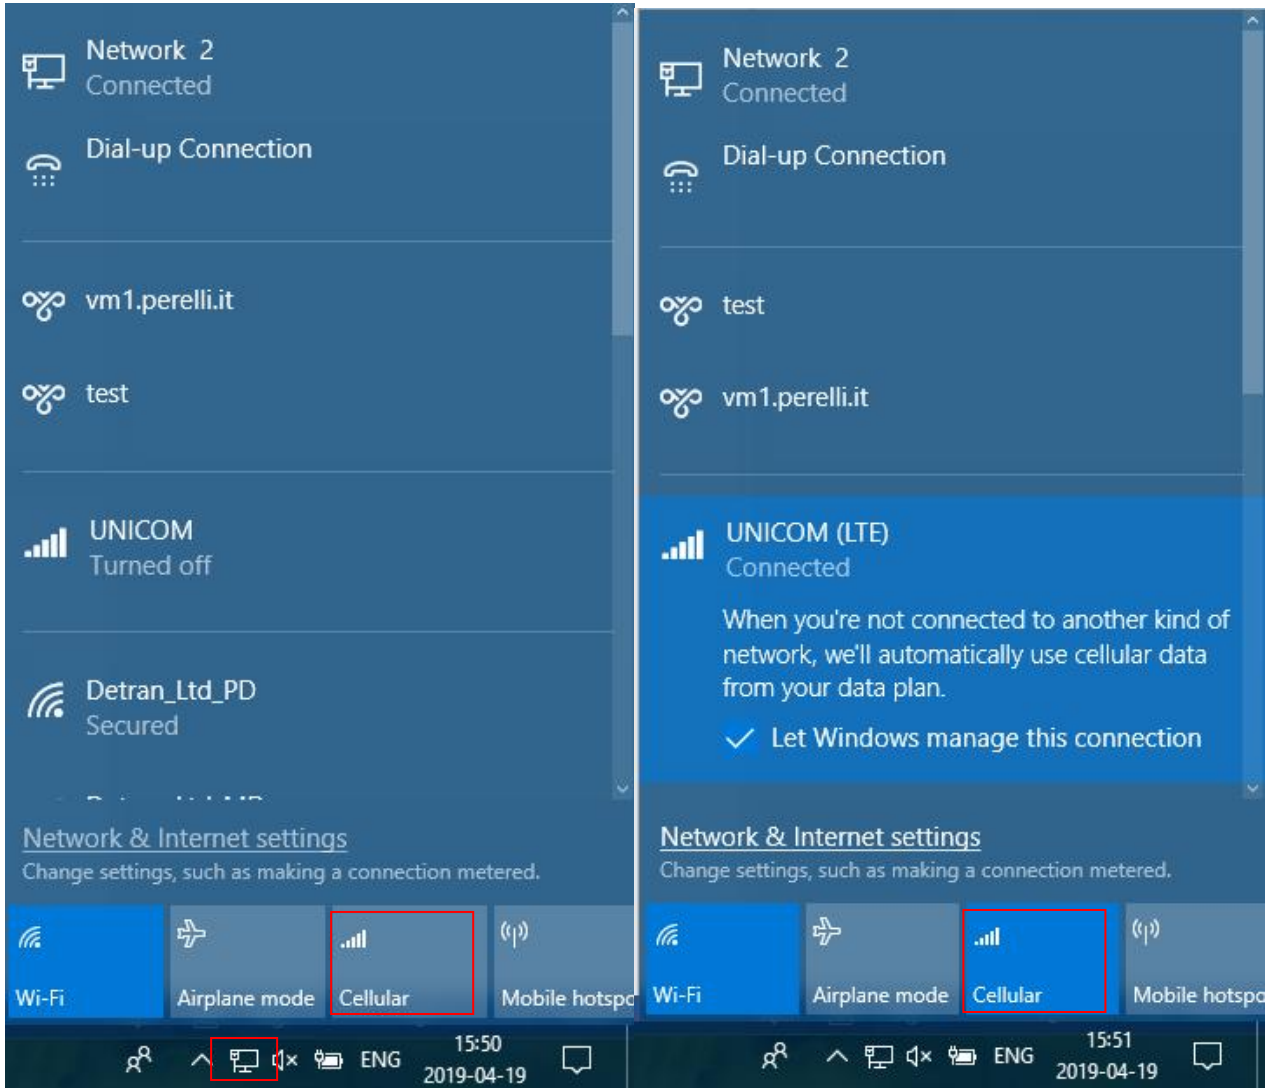 Network 2
Connected
Dial-up Connection
vm1.perelli.it
test
UNICOM
Turned off
Detran_Ltd_PD
Secured
Network & Internet settings
Change settings, such as making a connection metered.
Wi-Fi
Airplane mode
Cellular
Mobile hotspo
ENG
15:50
2019-04-19
Network 2
Connected
Dial-up Connection
test
vm1.perelli.it
UNICOM (LTE)
Connected
When you're not connected to another kind of
network, we'll automatically use cellular data
from your data plan.
Let Windows manage this connection
Network & Internet settings
Change settings, such as making a connection metered.
Wi-Fi
Airplane mode
Cellular
Mobile hotspo
ENG
15:51
2019-04-19